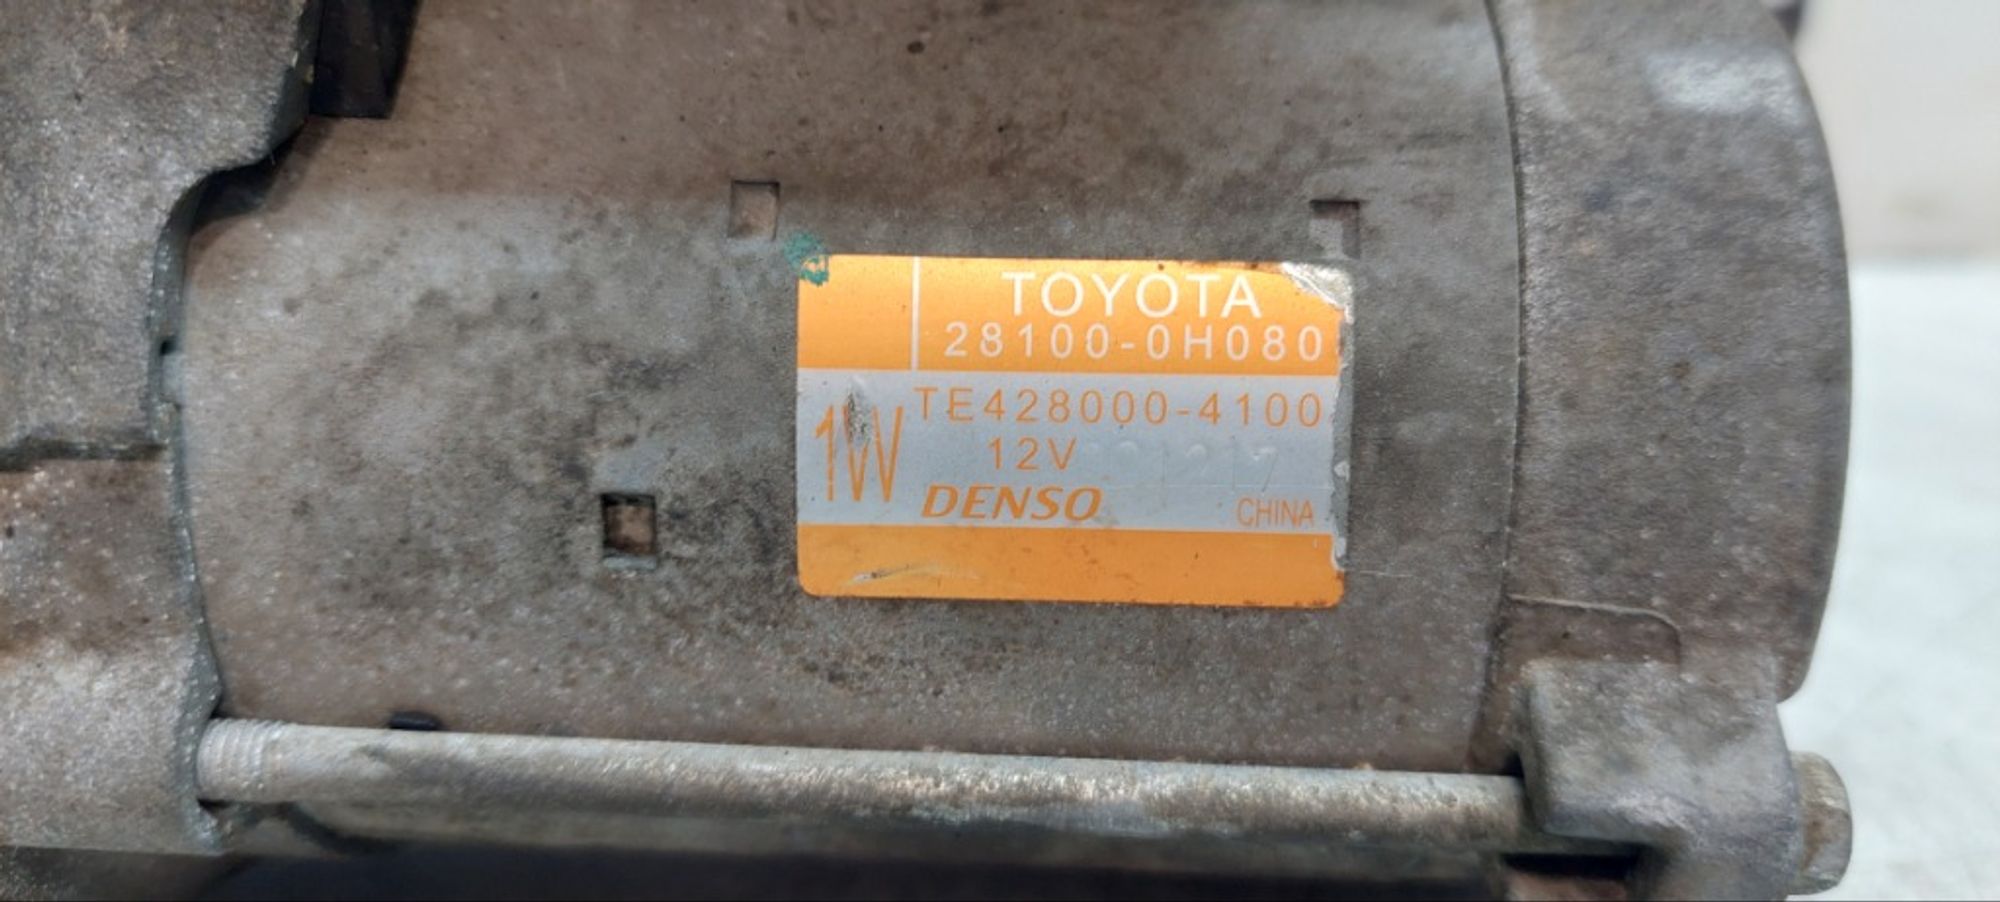 TOYOTA
28100-0H080
TE428000-4100
1W
12V
DENSO
CHINA